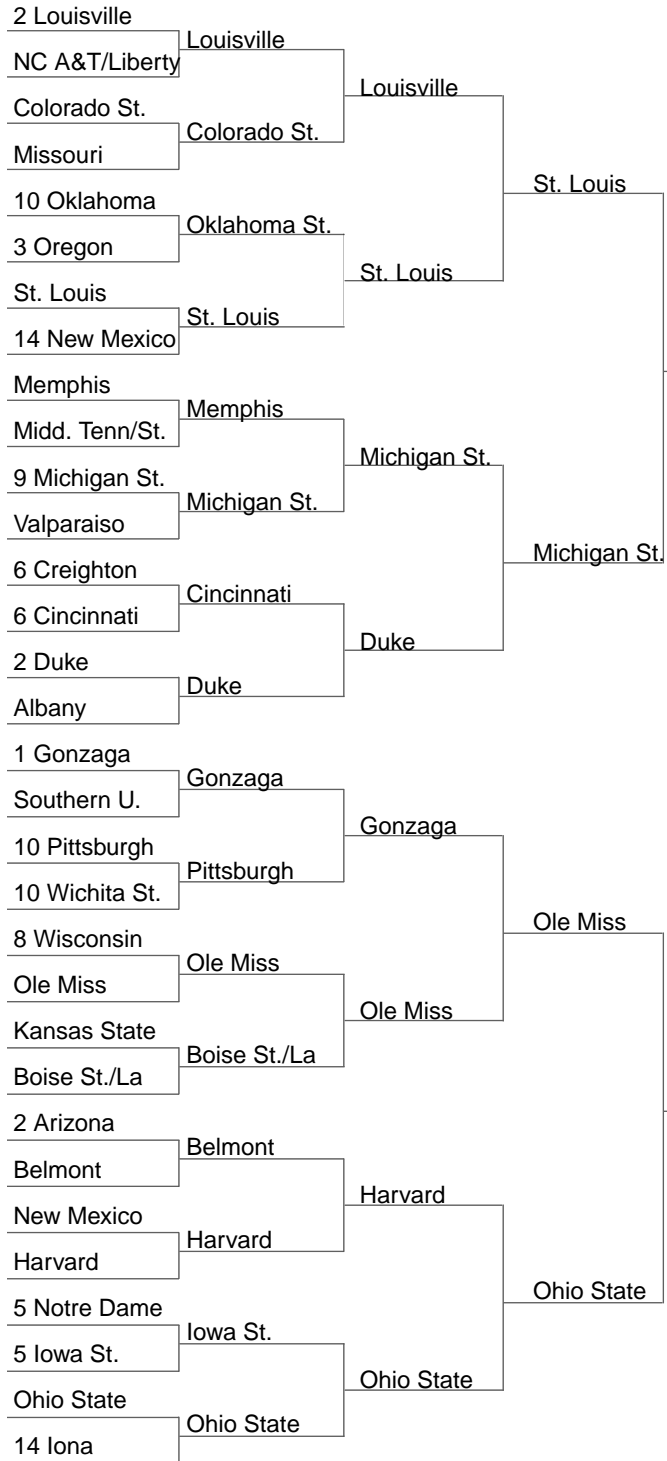 2 Louisville
NC A&T/Liberty
Colorado St.
Missouri
10 Oklahoma
3 Oregon
St. Louis
14 New Mexico
Memphis
Midd. Tenn/St.
9 Michigan St.
Valparaiso
6 Creighton
6 Cincinnati
2 Duke
Albany
1 Gonzaga
Southern U.
10 Pittsburgh
10 Wichita St.
8 Wisconsin
Ole Miss
Kansas State
Boise St./La
2 Arizona
Belmont
New Mexico
Harvard
5 Notre Dame
5 Iowa St.
Ohio State
14 Iona
Louisville
Colorado St.
Oklahoma St.
St. Louis
Memphis
Michigan St.
Cincinnati
Duke
Gonzaga
Pittsburgh
Ole Miss
Boise St./La
Belmont
Harvard
Iowa St.
Ohio State
Louisville
St. Louis
Michigan St.
Duke
Gonzaga
Ole Miss
Harvard
Ohio State
St. Louis
Michigan St.
Ole Miss
Ohio State